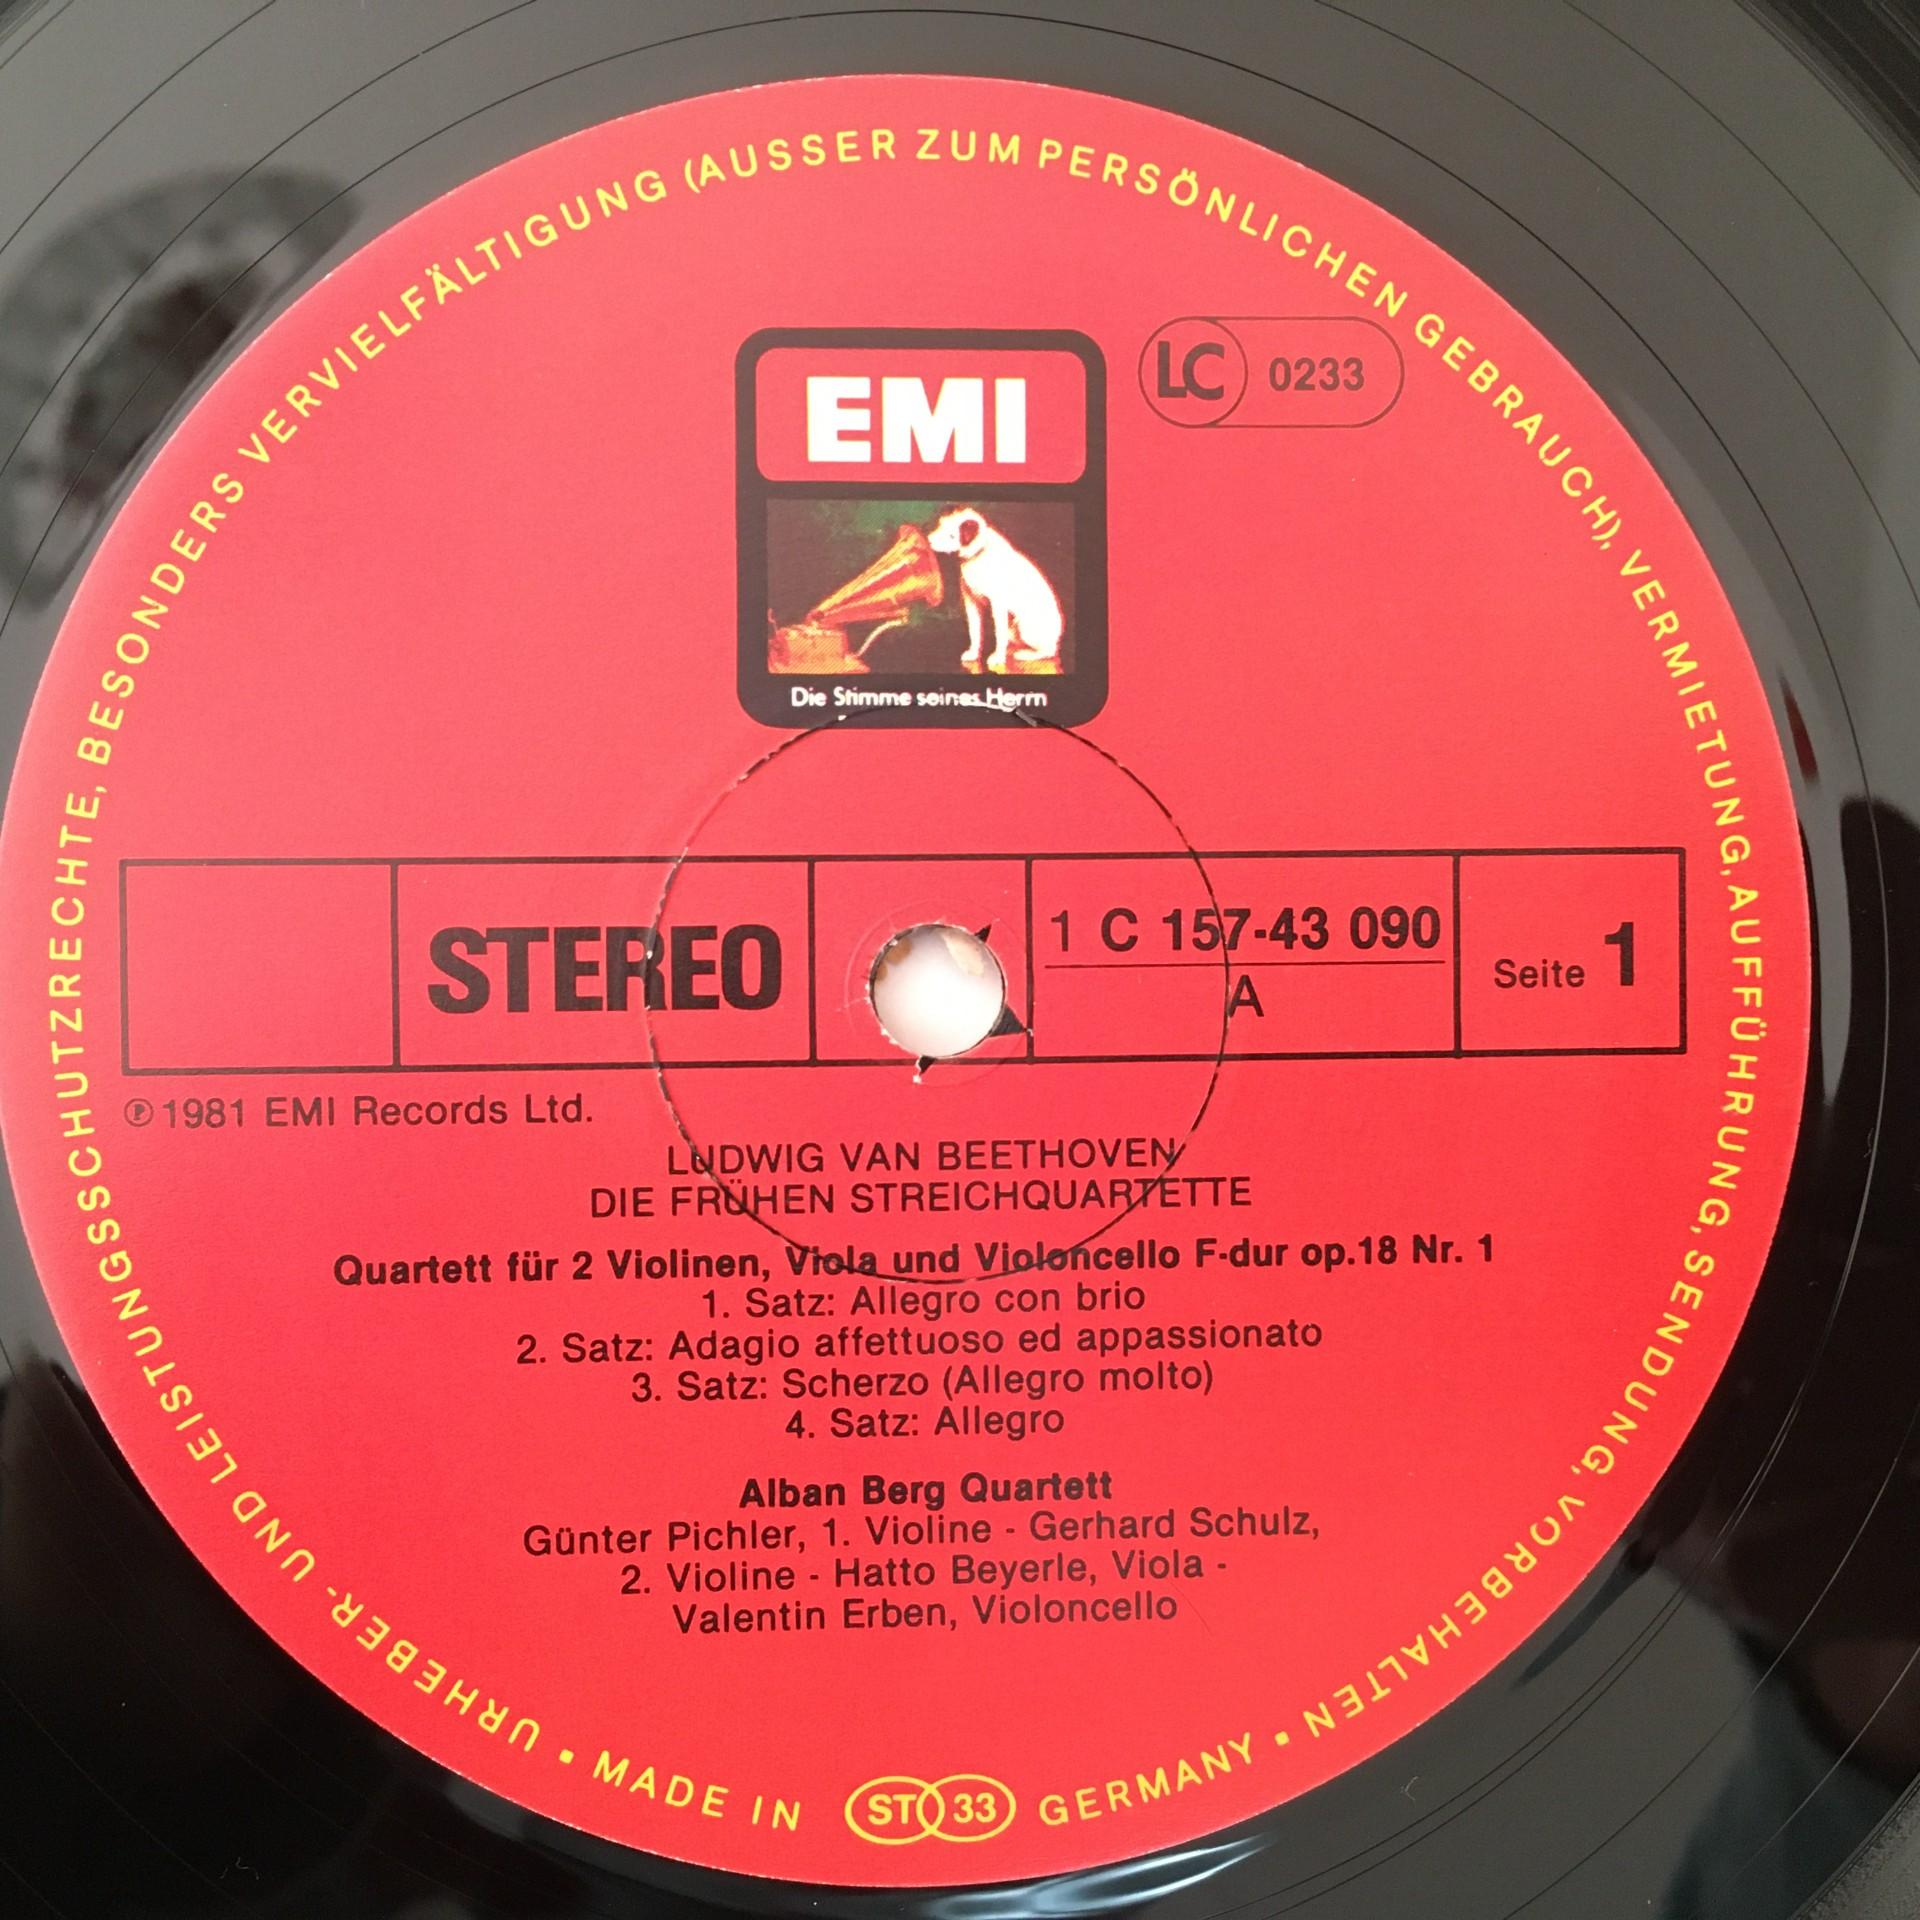 URHEBER- UND LEISTUNGSSCHUTZRECHTE, BESONDERS VERVIELFÄLTIGUNG (AUSSER ZUM PERSÖNLICHEN GEBRAUCH), VERMIETUNG, AUFFÜHRUNG, SENDUNG, VORBEHALTEN •
EMI
LC 0233
Die Stimme seines Herrn
STEREO
1 C 157-43 090
A
Seite 1
℗ 1981 EMI Records Ltd.
LUDWIG VAN BEETHOVEN
DIE FRÜHEN STREICHQUARTETTE
Quartett für 2 Violinen, Viola und Violoncello F-dur op.18 Nr. 1
1. Satz: Allegro con brio
2. Satz: Adagio affettuoso ed appassionato
3. Satz: Scherzo (Allegro molto)
4. Satz: Allegro
Alban Berg Quartett
Günter Pichler, 1. Violine - Gerhard Schulz,
2. Violine - Hatto Beyerle, Viola -
Valentin Erben, Violoncello
• MADE IN ST 33 GERMANY